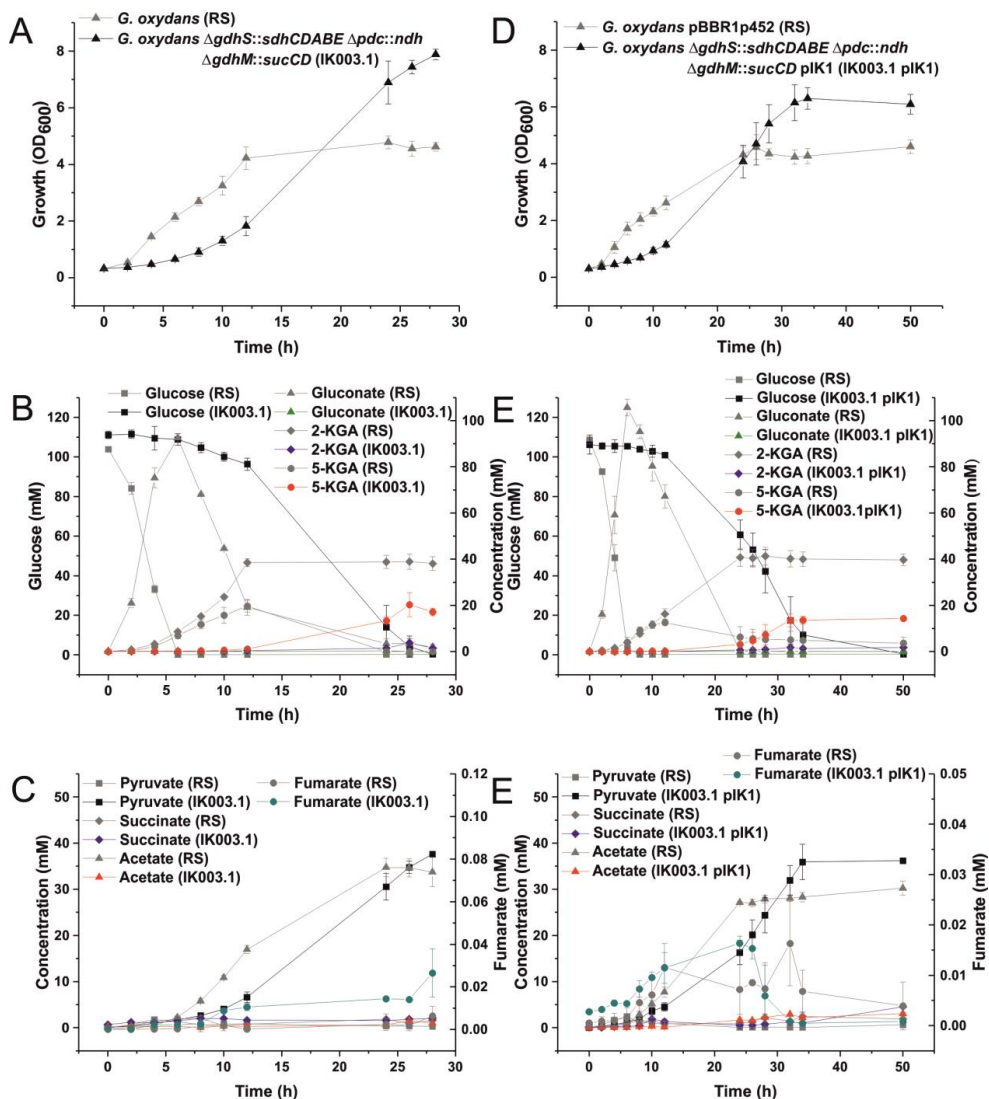 A
G. oxydans (RS)
G. oxydans ΔgdhS::sdhCDABE Δpdc::ndh
ΔgdhM::sucCD (IK003.1)
8
6
4
2
0
Growth (OD600)
0 5 10 15 20 25 30
Time (h)
D
G. oxydans pBBR1p452 (RS)
G. oxydans ΔgdhS::sdhCDABE Δpdc::ndh
ΔgdhM::sucCD pIK1 (IK003.1 pIK1)
8
6
4
2
0
Growth (OD600)
0 10 20 30 40 50
Time (h)
B
Glucose (RS)
Glucose (IK003.1)
Gluconate (RS)
Gluconate (IK003.1)
2-KGA (RS)
2-KGA (IK003.1)
5-KGA (RS)
5-KGA (IK003.1)
120
100
80
60
40
20
0
Glucose (mM)
100
80
60
40
20
0
Concentration (mM)
0 5 10 15 20 25 30
Time (h)
E
Glucose (RS)
Glucose (IK003.1 pIK1)
Gluconate (RS)
Gluconate (IK003.1 pIK1)
2-KGA (RS)
2-KGA (IK003.1 pIK1)
5-KGA (RS)
5-KGA (IK003.1pIK1)
120
100
80
60
40
20
0
Glucose (mM)
100
80
60
40
20
0
Concentration (mM)
0 10 20 30 40 50
Time (h)
C
Pyruvate (RS)
Pyruvate (IK003.1)
Succinate (RS)
Succinate (IK003.1)
Acetate (RS)
Acetate (IK003.1)
Fumarate (RS)
Fumarate (IK003.1)
50
40
30
20
10
0
Concentration (mM)
0.12
0.10
0.08
0.06
0.04
0.02
0.00
Fumarate (mM)
0 5 10 15 20 25 30
Time (h)
E
Pyruvate (RS)
Pyruvate (IK003.1 pIK1)
Succinate (RS)
Succinate (IK003.1 pIK1)
Acetate (RS)
Acetate (IK003.1 pIK1)
Fumarate (RS)
Fumarate (IK003.1 pIK1)
50
40
30
20
10
0
Concentration (mM)
0.05
0.04
0.03
0.02
0.01
0.00
Fumarate (mM)
0 10 20 30 40 50
Time (h)